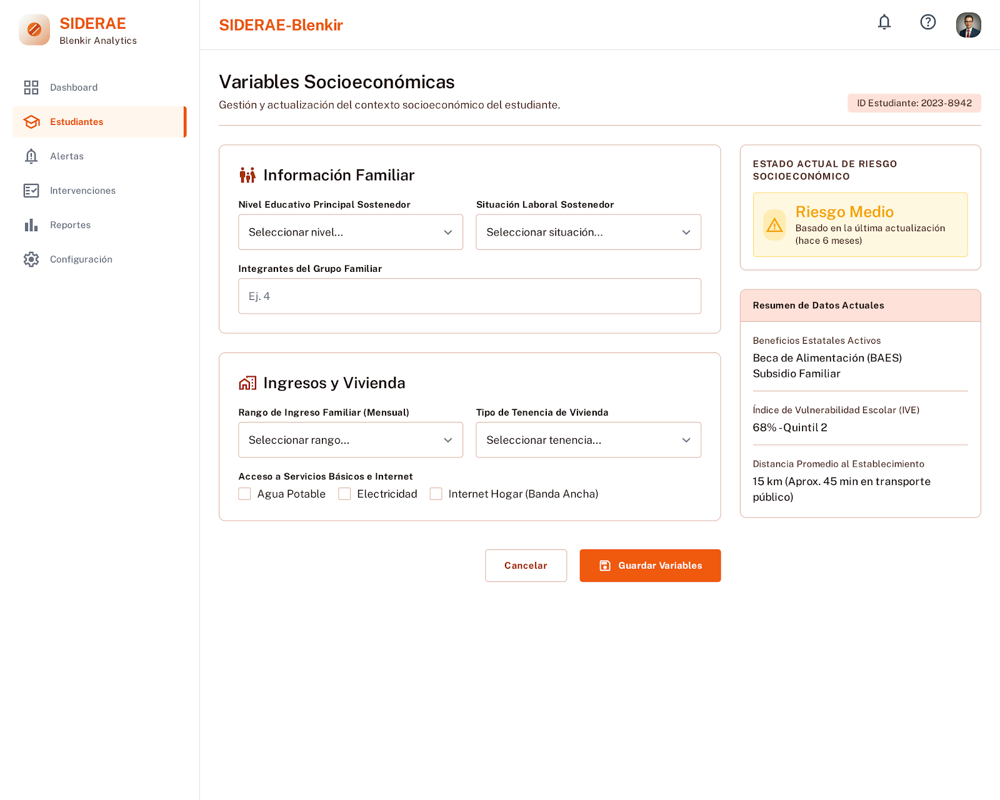 SIDERAE
Blenkir Analytics
Dashboard
Estudiantes
Alertas
Intervenciones
Reportes
Configuración
SIDERAE-Blenkir
Variables Socioeconómicas
Gestión y actualización del contexto socioeconómico del estudiante.
ID Estudiante: 2023-8942
Información Familiar
Nivel Educativo Principal Sostenedor
Seleccionar nivel...
Situación Laboral Sostenedor
Seleccionar situación...
Integrantes del Grupo Familiar
Ej. 4
Ingresos y Vivienda
Rango de Ingreso Familiar (Mensual)
Seleccionar rango...
Tipo de Tenencia de Vivienda
Seleccionar tenencia...
Acceso a Servicios Básicos e Internet
Agua Potable
Electricidad
Internet Hogar (Banda Ancha)
Cancelar
Guardar Variables
ESTADO ACTUAL DE RIESGO
SOCIOECONÓMICO
Riesgo Medio
Basado en la última actualización
(hace 6 meses)
Resumen de Datos Actuales
Beneficios Estatales Activos
Beca de Alimentación (BAES)
Subsidio Familiar
Índice de Vulnerabilidad Escolar (IVE)
68% - Quintil 2
Distancia Promedio al Establecimiento
15 km (Aprox. 45 min en transporte
público)